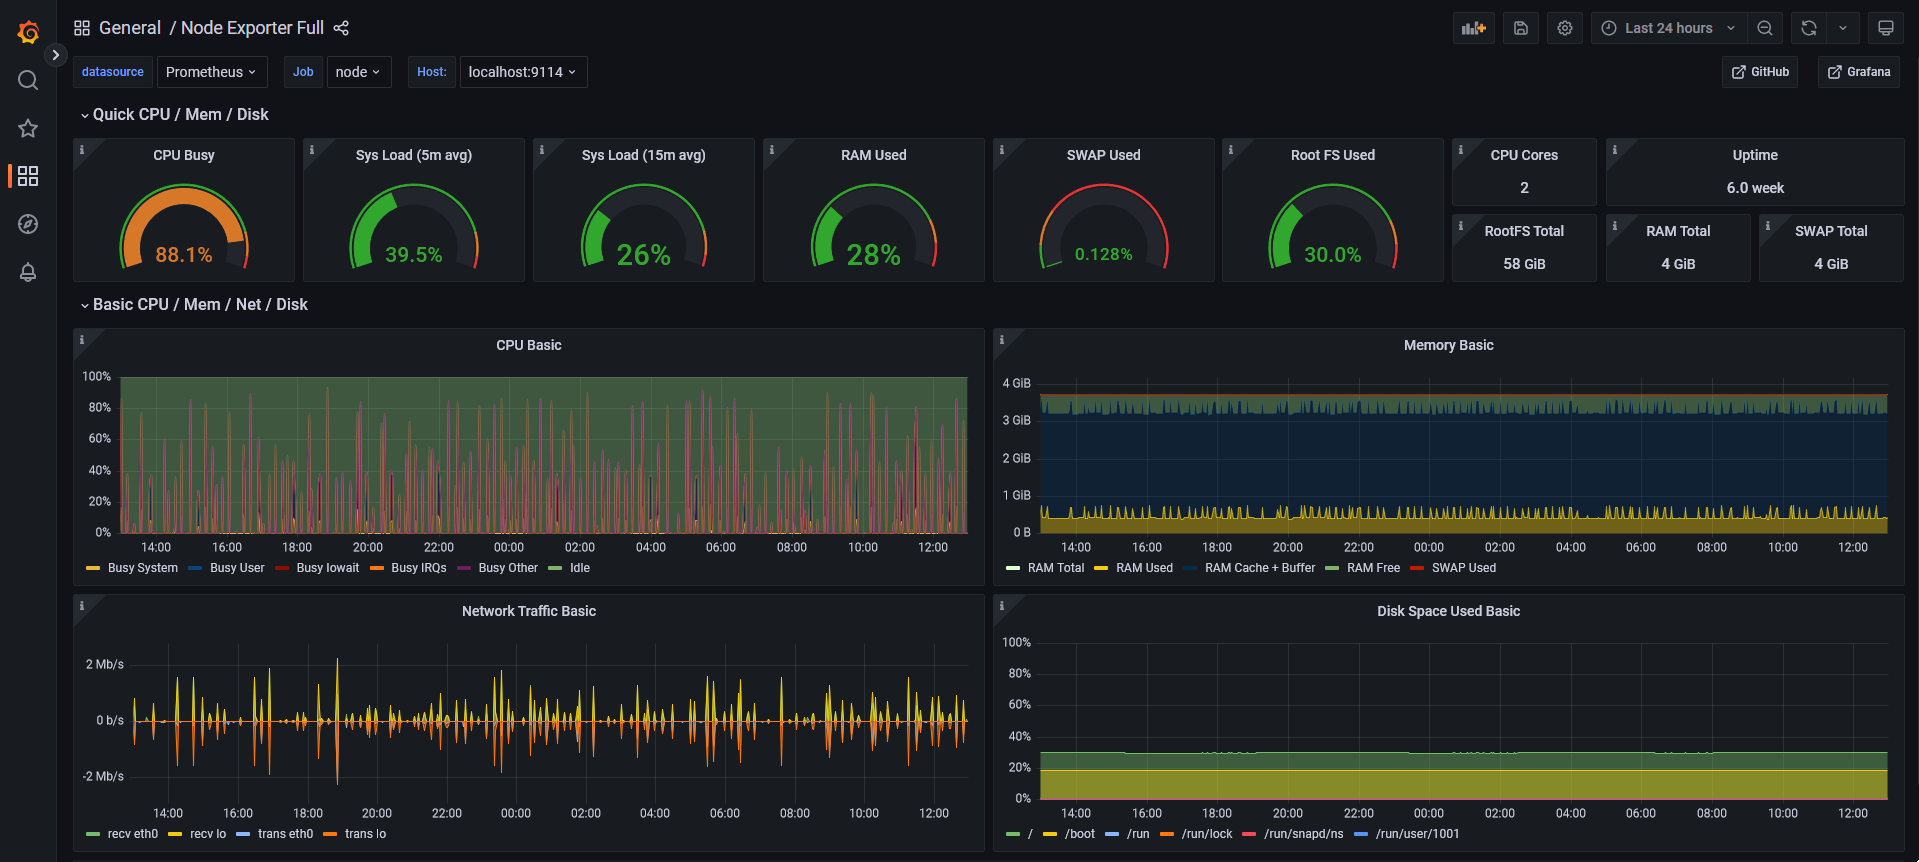 General / Node Exporter Full
Last 24 hours
datasource Prometheus Job node Host: localhost:9114 GitHub Grafana
Quick CPU / Mem / Disk
CPU Busy
88.1%
Sys Load (5m avg)
39.5%
Sys Load (15m avg)
26%
RAM Used
28%
SWAP Used
0.128%
Root FS Used
30.0%
CPU Cores
2
Uptime
6.0 week
RootFS Total
58 GiB
RAM Total
4 GiB
SWAP Total
4 GiB
Basic CPU / Mem / Net / Disk
CPU Basic
100%
80%
60%
40%
20%
0%
14:00 16:00 18:00 20:00 22:00 00:00 02:00 04:00 06:00 08:00 10:00 12:00
Busy System Busy User Busy Iowait Busy IRQs Busy Other Idle
Memory Basic
4 GiB
3 GiB
2 GiB
1 GiB
0 B
14:00 16:00 18:00 20:00 22:00 00:00 02:00 04:00 06:00 08:00 10:00 12:00
RAM Total RAM Used RAM Cache + Buffer RAM Free SWAP Used
Network Traffic Basic
2 Mb/s
0 b/s
-2 Mb/s
14:00 16:00 18:00 20:00 22:00 00:00 02:00 04:00 06:00 08:00 10:00 12:00
recv eth0 recv lo trans eth0 trans lo
Disk Space Used Basic
100%
80%
60%
40%
20%
0%
14:00 16:00 18:00 20:00 22:00 00:00 02:00 04:00 06:00 08:00 10:00 12:00
/ /boot /run /run/lock /run/snapd/ns /run/user/1001